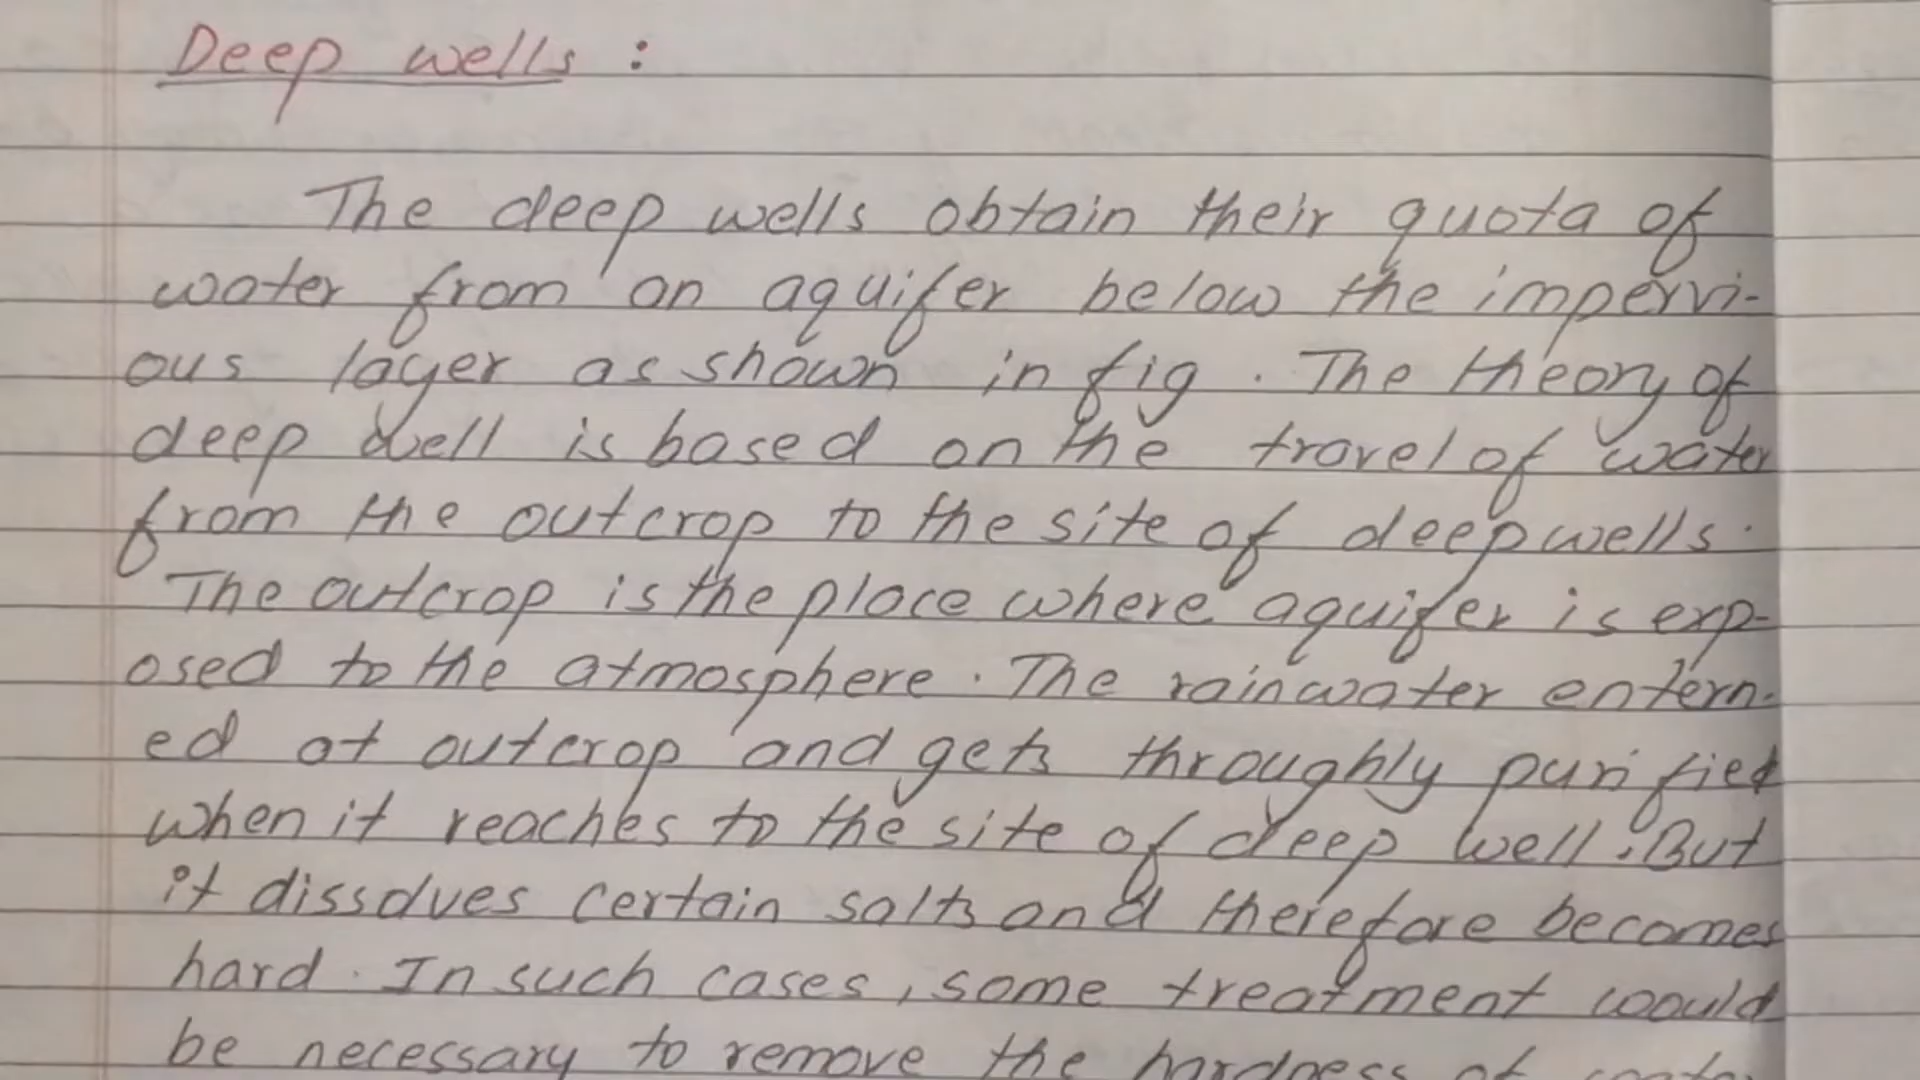 Deep wells :
The deep wells obtain their quota of
water from an aquifer below the impervi-
ous layer as shown in fig . The theory of
deep well is based on the travel of water
from the outcrop to the site of deep wells.
The outcrop is the place where aquifer is exp-
osed to the atmosphere. The rainwater entern-
ed at outcrop and gets throughly purified
when it reaches to the site of deep well. But
it dissolves certain salts and therefore becomes
hard. In such cases, some treatment would
be necessary to remove the hardness of